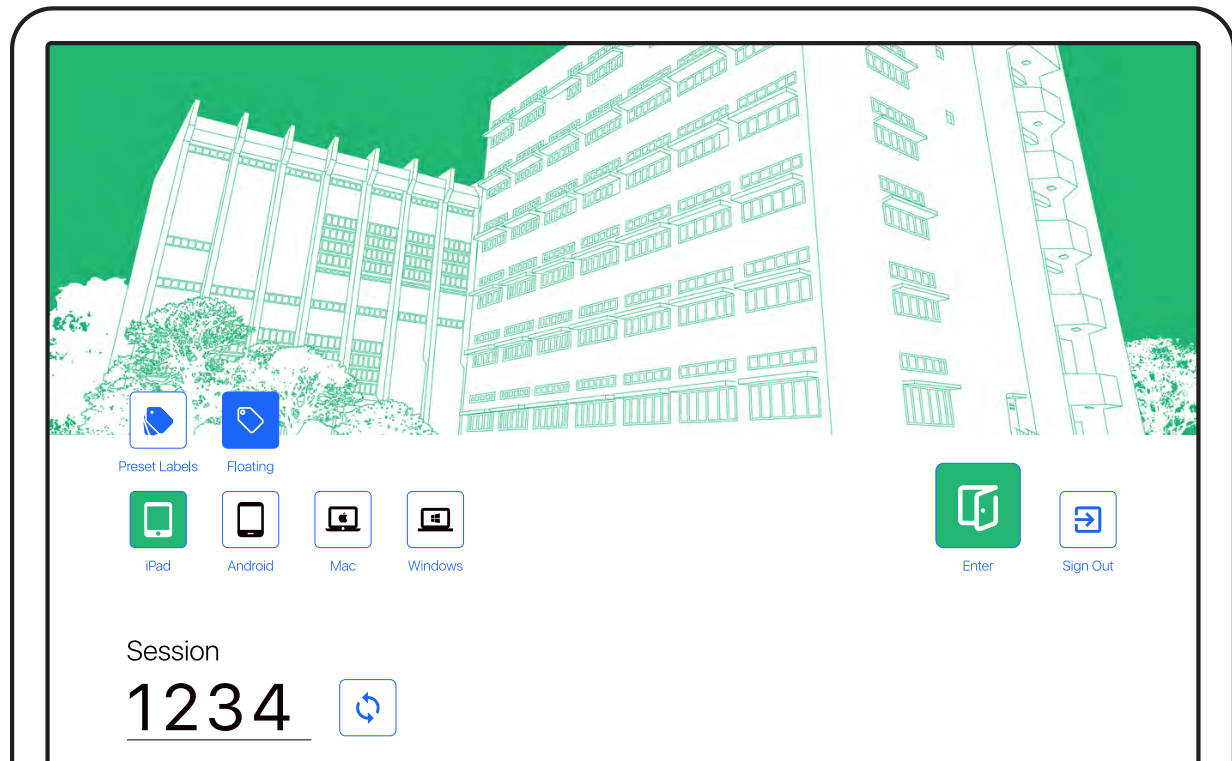 Preset Labels
Floating
iPad
Android
Mac
Windows
Enter
Sign Out
Session
1234